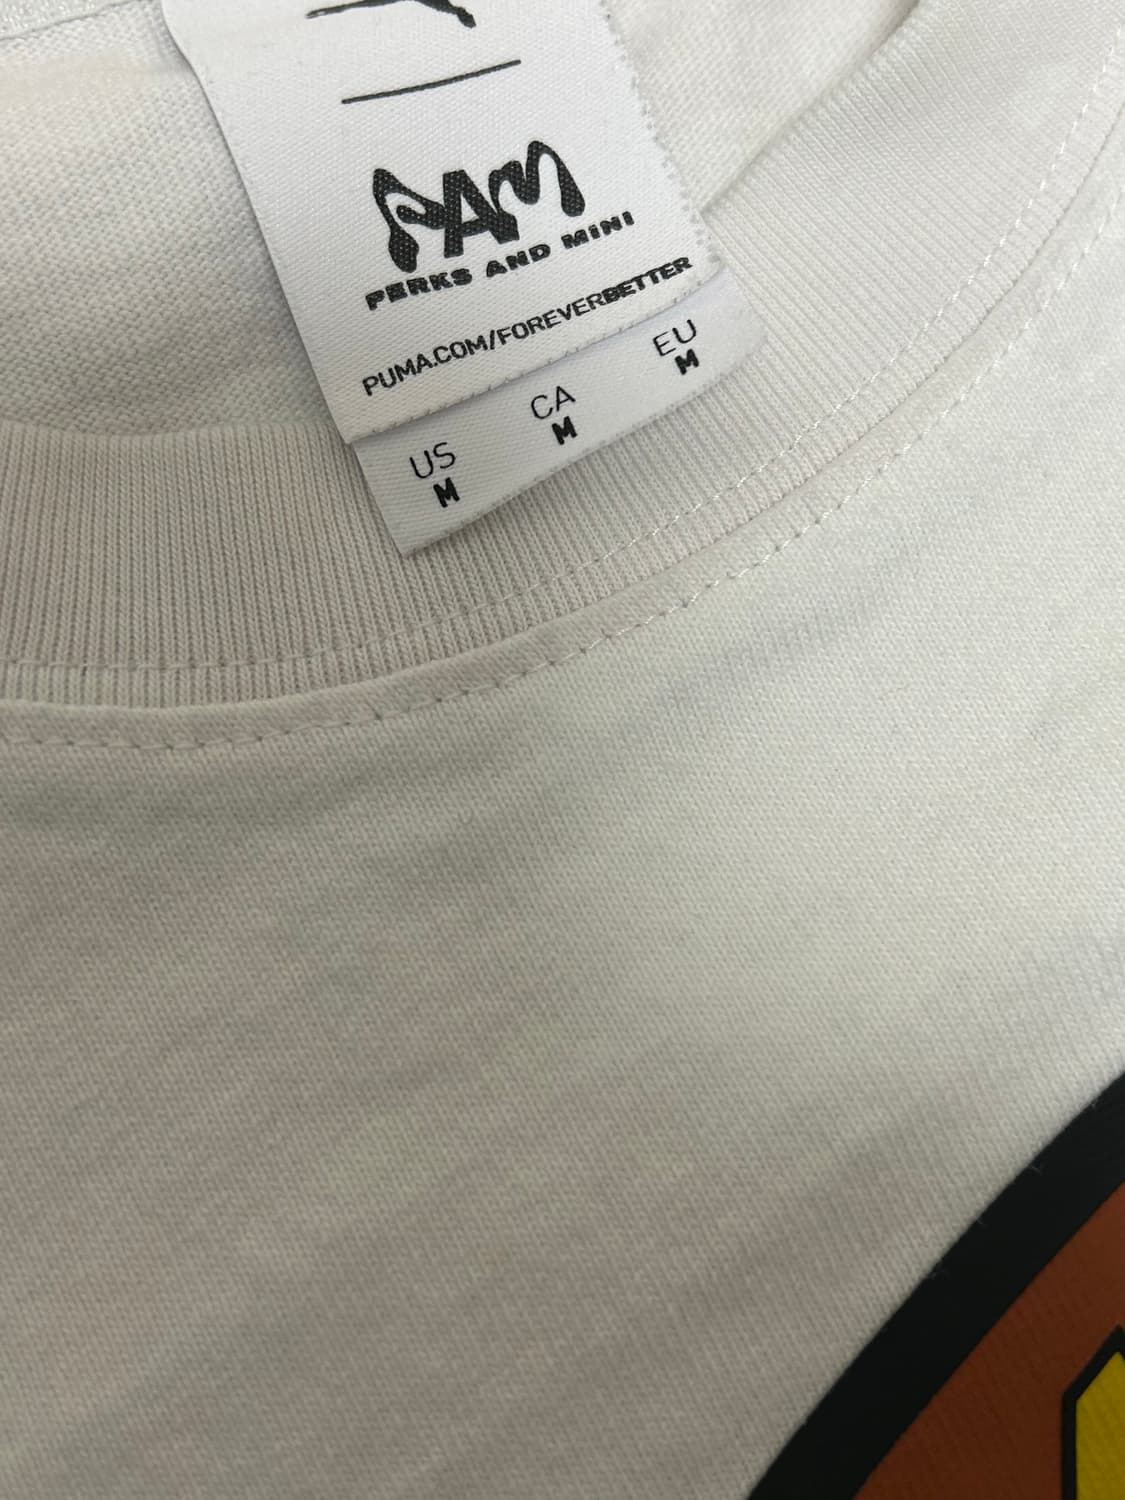 PAM
PERKS AND MINI
PUMA.COM/FOREVERBETTER
US CA EU
M M M